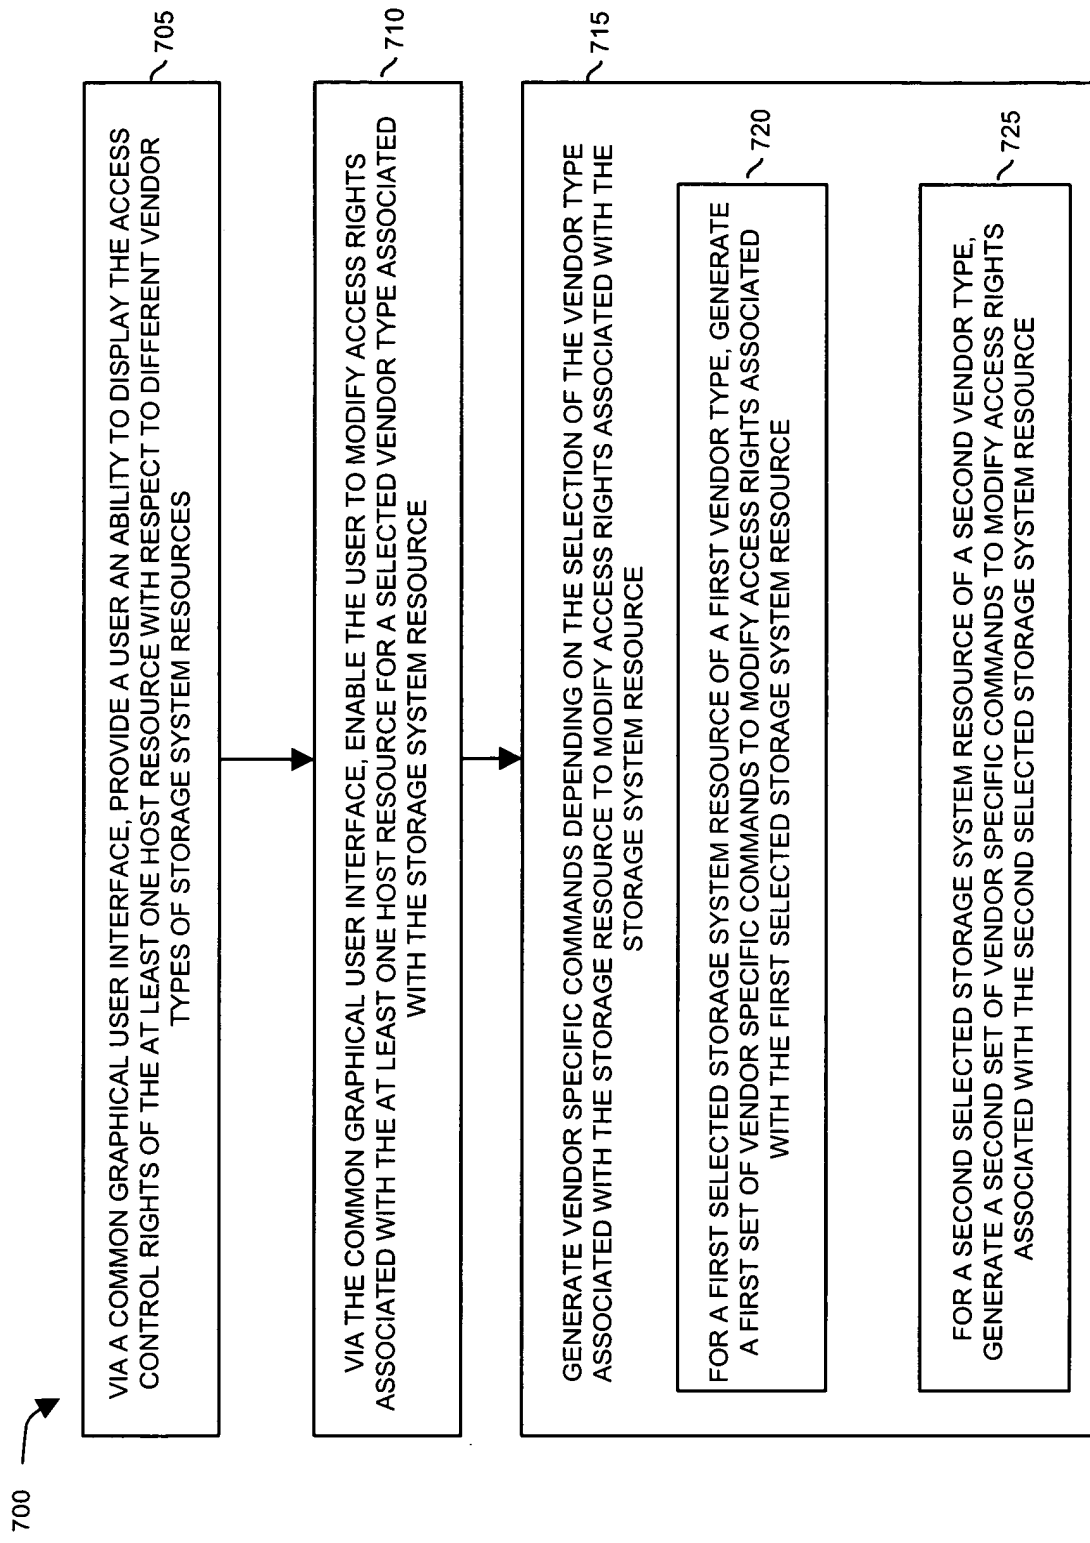 700
705
VIA A COMMON GRAPHICAL USER INTERFACE, PROVIDE A USER AN ABILITY TO DISPLAY THE ACCESS
CONTROL RIGHTS OF THE AT LEAST ONE HOST RESOURCE WITH RESPECT TO DIFFERENT VENDOR
TYPES OF STORAGE SYSTEM RESOURCES
710
VIA THE COMMON GRAPHICAL USER INTERFACE, ENABLE THE USER TO MODIFY ACCESS RIGHTS
ASSOCIATED WITH THE AT LEAST ONE HOST RESOURCE FOR A SELECTED VENDOR TYPE ASSOCIATED
WITH THE STORAGE SYSTEM RESOURCE
715
GENERATE VENDOR SPECIFIC COMMANDS DEPENDING ON THE SELECTION OF THE VENDOR TYPE
ASSOCIATED WITH THE STORAGE RESOURCE TO MODIFY ACCESS RIGHTS ASSOCIATED WITH THE
STORAGE SYSTEM RESOURCE
720
FOR A FIRST SELECTED STORAGE SYSTEM RESOURCE OF A FIRST VENDOR TYPE, GENERATE
A FIRST SET OF VENDOR SPECIFIC COMMANDS TO MODIFY ACCESS RIGHTS ASSOCIATED
WITH THE FIRST SELECTED STORAGE SYSTEM RESOURCE
725
FOR A SECOND SELECTED STORAGE SYSTEM RESOURCE OF A SECOND VENDOR TYPE,
GENERATE A SECOND SET OF VENDOR SPECIFIC COMMANDS TO MODIFY ACCESS RIGHTS
ASSOCIATED WITH THE SECOND SELECTED STORAGE SYSTEM RESOURCE